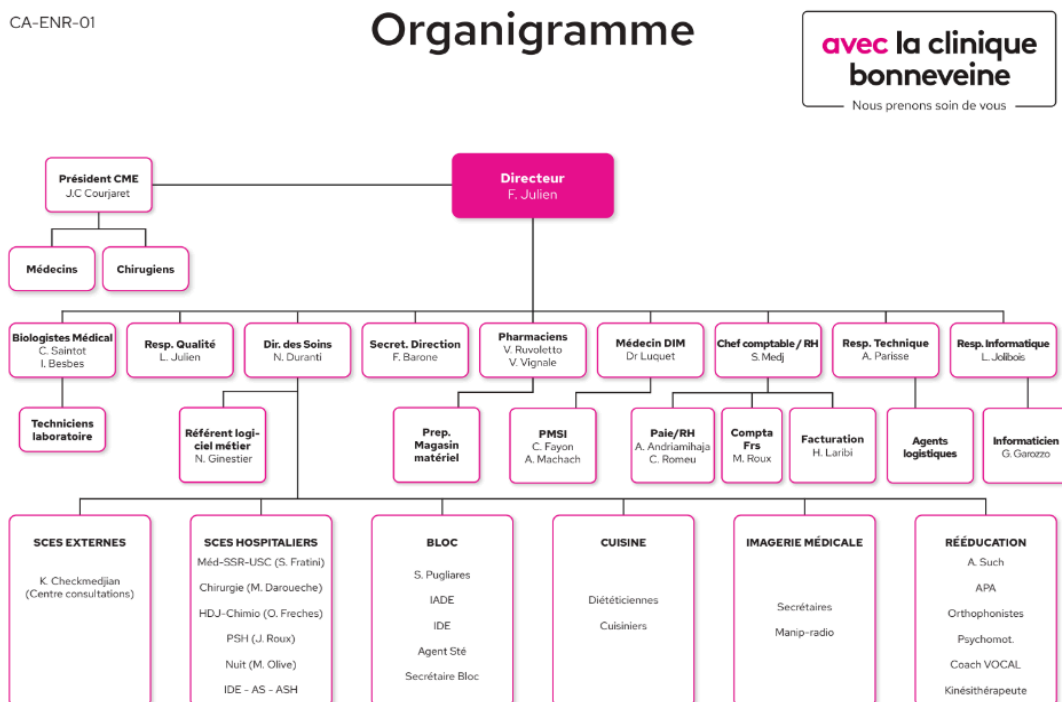 CA-ENR-01
Organigramme
avec la clinique
bonneveine
Nous prenons soin de vous
Président CME
J.C Courjaret
Directeur
F. Julien
Médecins
Chirugiens
Biologistes Médical
C. Saintot
I. Besbes
Resp. Qualité
L. Julien
Dir. des Soins
N. Duranti
Secret. Direction
F. Barone
Pharmaciens
V. Ruvoletto
V. Vignale
Médecin DIM
Dr Luquet
Chef comptable / RH
S. Medj
Resp. Technique
A. Parisse
Resp. Informatique
L. Jolibois
Techniciens
laboratoire
Référent logi-
ciel métier
N. Ginestier
Prep.
Magasin
matériel
PMSI
C. Fayon
A. Machach
Paie/RH
A. Andriamihaja
C. Romeu
Compta
Frs
M. Roux
Facturation
H. Laribi
Agents
logistiques
Informaticien
G. Garozzo
SCES EXTERNES
K. Checkmedjian
(Centre consultations)
SCES HOSPITALIERS
Méd-SSR-USC (S. Fratini)
Chirurgie (M. Daroueche)
HDJ-Chimio (O. Freches)
PSH (J. Roux)
Nuit (M. Olive)
IDE - AS - ASH
BLOC
S. Pugliares
IADE
IDE
Agent Sté
Secrétaire Bloc
CUISINE
Diététiciennes
Cuisiniers
IMAGERIE MÉDICALE
Secrétaires
Manip-radio
RÉÉDUCATION
A. Such
APA
Orthophonistes
Psychomot.
Coach VOCAL
Kinésithérapeute